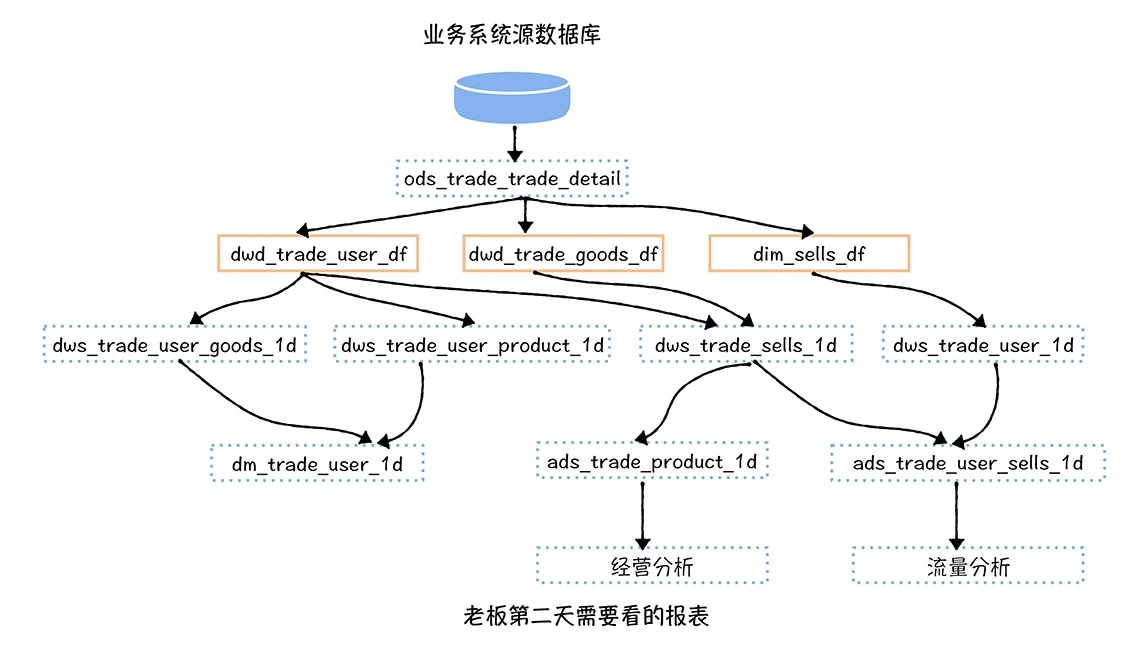 业务系统源数据库
ods_trade_trade_detail
dwd_trade_user_df
dwd_trade_goods_df
dim_sells_df
dws_trade_user_goods_1d
dws_trade_user_product_1d
dws_trade_sells_1d
dws_trade_user_1d
dm_trade_user_1d
ads_trade_product_1d
ads_trade_user_sells_1d
经营分析
流量分析
老板第二天需要看的报表